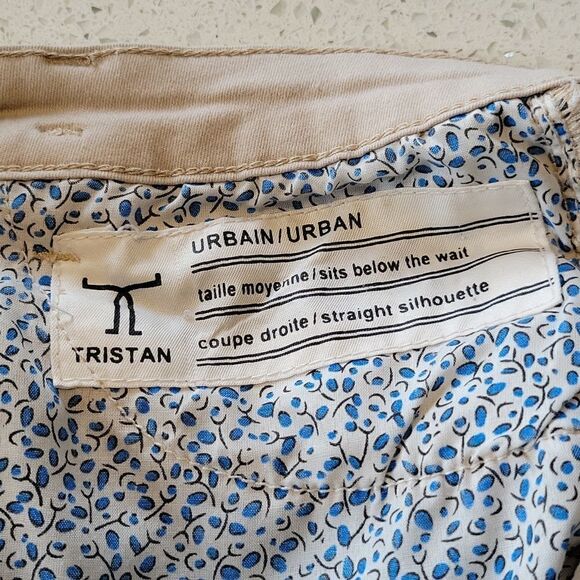 URBAIN/URBAN
taille moyenne/sits below the wait
coupe droite/straight silhouette
TRISTAN